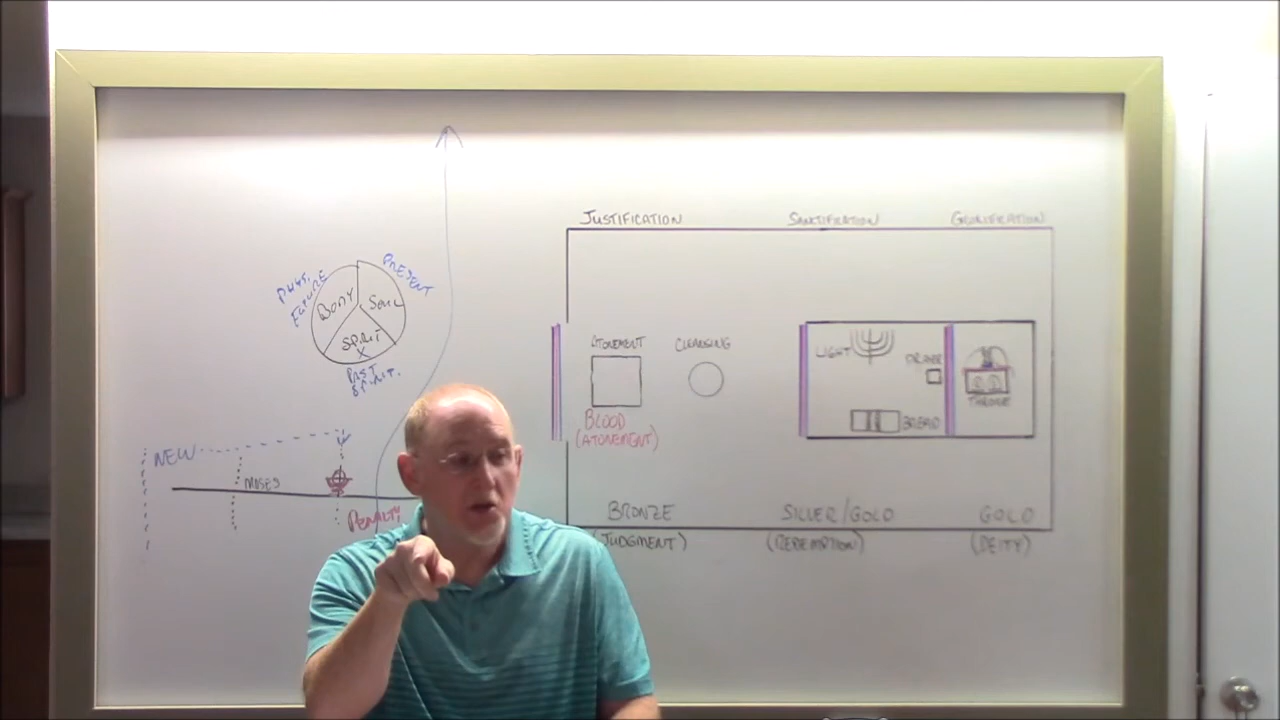 JUSTIFICATION
SANCTIFICATION
GLORIFICATION
PRESENT
PHYS.
FUTURE
BODY
SOUL
SPIRIT
X
PAST
ATONEMENT
CLEANSING
LIGHT
PRAYER
THRONE
BLOOD
(ATONEMENT)
BREAD
NEW
MOSES
PENALTY
BRONZE
(JUDGMENT)
SILVER/GOLD
(REDEMPTION)
GOLD
(DEITY)